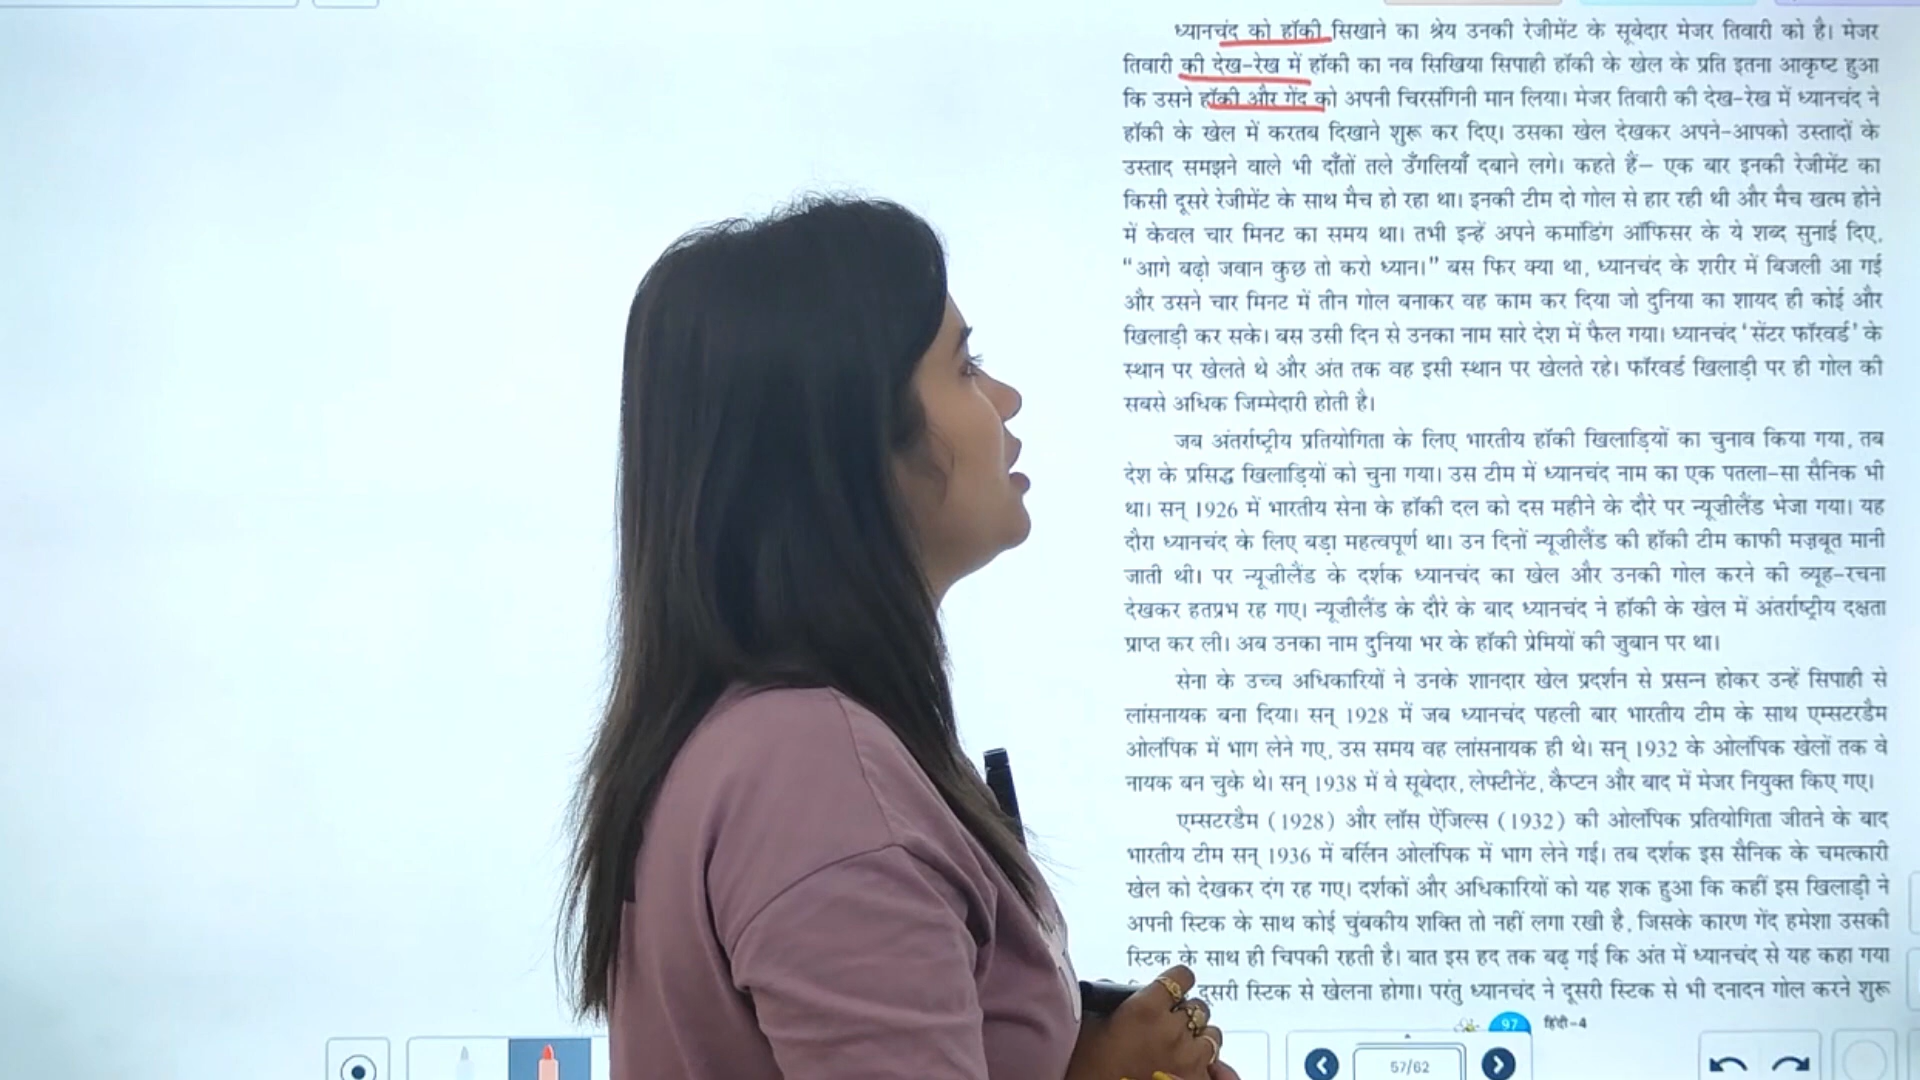 ध्यानचंद को हॉकी सिखाने का श्रेय उनकी रेजीमेंट के सूबेदार मेजर तिवारी को है। मेजर
तिवारी की देख-रेख में हॉकी का नव सिखिया सिपाही हॉकी के खेल के प्रति इतना आकृष्ट हुआ
कि उसने हॉकी और गेंद को अपनी चिरसंगिनी मान लिया। मेजर तिवारी की देख-रेख में ध्यानचंद ने
हॉकी के खेल में करतब दिखाने शुरू कर दिए। उसका खेल देखकर अपने-आपको उस्तादों के
उस्ताद समझने वाले भी दाँतों तले उँगलियाँ दबाने लगे। कहते हैं– एक बार इनकी रेजीमेंट का
किसी दूसरे रेजीमेंट के साथ मैच हो रहा था। इनकी टीम दो गोल से हार रही थी और मैच खत्म होने
में केवल चार मिनट का समय था। तभी इन्हें अपने कमांडिंग ऑफिसर के ये शब्द सुनाई दिए,
“आगे बढ़ो जवान कुछ तो करो ध्यान।” बस फिर क्या था, ध्यानचंद के शरीर में बिजली आ गई
और उसने चार मिनट में तीन गोल बनाकर वह काम कर दिया जो दुनिया का शायद ही कोई और
खिलाड़ी कर सके। बस उसी दिन से उनका नाम सारे देश में फैल गया। ध्यानचंद ‘सेंटर फॉरवर्ड’ के
स्थान पर खेलते थे और अंत तक वह इसी स्थान पर खेलते रहे। फॉरवर्ड खिलाड़ी पर ही गोल की
सबसे अधिक जिम्मेदारी होती है।
जब अंतर्राष्ट्रीय प्रतियोगिता के लिए भारतीय हॉकी खिलाड़ियों का चुनाव किया गया, तब
देश के प्रसिद्ध खिलाड़ियों को चुना गया। उस टीम में ध्यानचंद नाम का एक पतला-सा सैनिक भी
था। सन् 1926 में भारतीय सेना के हॉकी दल को दस महीने के दौरे पर न्यूज़ीलैंड भेजा गया। यह
दौरा ध्यानचंद के लिए बड़ा महत्वपूर्ण था। उन दिनों न्यूज़ीलैंड की हॉकी टीम काफी मज़बूत मानी
जाती थी। पर न्यूज़ीलैंड के दर्शक ध्यानचंद का खेल और उनकी गोल करने की व्यूह-रचना
देखकर हतप्रभ रह गए। न्यूज़ीलैंड के दौरे के बाद ध्यानचंद ने हॉकी के खेल में अंतर्राष्ट्रीय दक्षता
प्राप्त कर ली। अब उनका नाम दुनिया भर के हॉकी प्रेमियों की ज़ुबान पर था।
सेना के उच्च अधिकारियों ने उनके शानदार खेल प्रदर्शन से प्रसन्न होकर उन्हें सिपाही से
लांसनायक बना दिया। सन् 1928 में जब ध्यानचंद पहली बार भारतीय टीम के साथ एम्सटरडैम
ओलंपिक में भाग लेने गए, उस समय वह लांसनायक ही थे। सन् 1932 के ओलंपिक खेलों तक वे
नायक बन चुके थे। सन् 1938 में वे सूबेदार, लेफ्टीनेंट, कैप्टन और बाद में मेजर नियुक्त किए गए।
एम्सटरडैम (1928) और लॉस ऐंजिल्स (1932) की ओलंपिक प्रतियोगिता जीतने के बाद
भारतीय टीम सन् 1936 में बर्लिन ओलंपिक में भाग लेने गई। तब दर्शक इस सैनिक के चमत्कारी
खेल को देखकर दंग रह गए। दर्शकों और अधिकारियों को यह शक हुआ कि कहीं इस खिलाड़ी ने
अपनी स्टिक के साथ कोई चुंबकीय शक्ति तो नहीं लगा रखी है, जिसके कारण गेंद हमेशा उसकी
स्टिक के साथ ही चिपकी रहती है। बात इस हद तक बढ़ गई कि अंत में ध्यानचंद से यह कहा गया
दूसरी स्टिक से खेलना होगा। परंतु ध्यानचंद ने दूसरी स्टिक से भी दनादन गोल करने शुरू
97 हिंदी-4
57/62